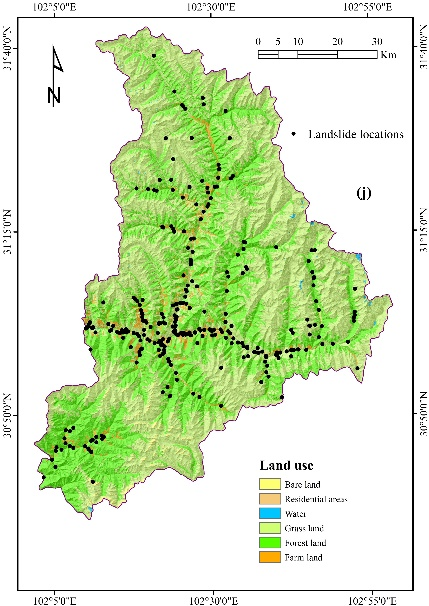 102°5'0"E 102°30'0"E 102°55'0"E
31°40'0"N 31°40'0"N
0 5 10 20 30
Km
N
Landslide locations
(j)
31°15'0"N 31°15'0"N
30°50'0"N 30°50'0"N
Land use
Bare land
Residential areas
Water
Grass land
Forest land
Farm land
102°5'0"E 102°30'0"E 102°55'0"E